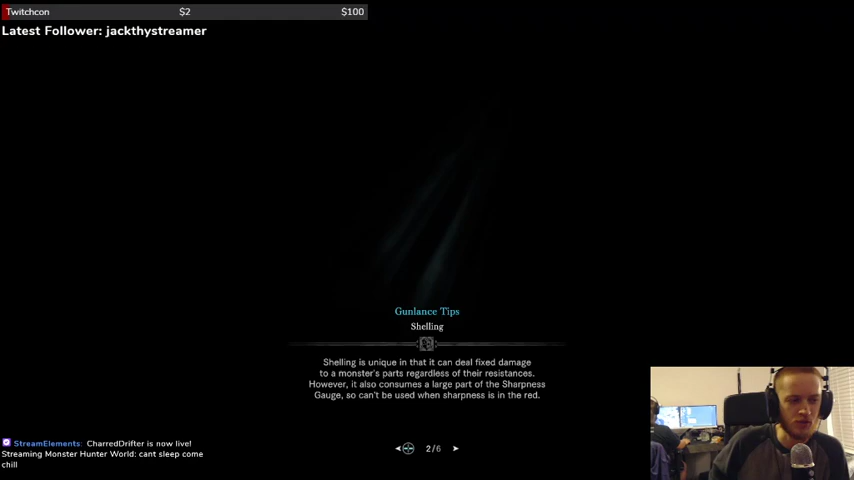 Twitchcon $2 $100
Latest Follower: jackthystreamer
Gunlance Tips
Shelling
Shelling is unique in that it can deal fixed damage
to a monster's parts regardless of their resistances.
However, it also consumes a large part of the Sharpness
Gauge, so can't be used when sharpness is in the red.
StreamElements: CharredDrifter is now live!
Streaming Monster Hunter World: cant sleep come
chill
2/6